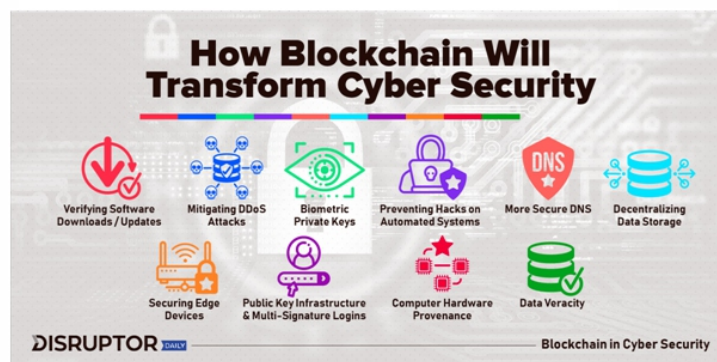 How Blockchain Will
Transform Cyber Security
Verifying Software
Downloads / Updates
Mitigating DDoS
Attacks
Biometric
Private Keys
Preventing Hacks on
Automated Systems
DNS
More Secure DNS
Decentralizing
Data Storage
Securing Edge
Devices
Public Key Infrastructure
& Multi-Signature Logins
Computer Hardware
Provenance
Data Veracity
DISRUPTOR DAILY
Blockchain in Cyber Security